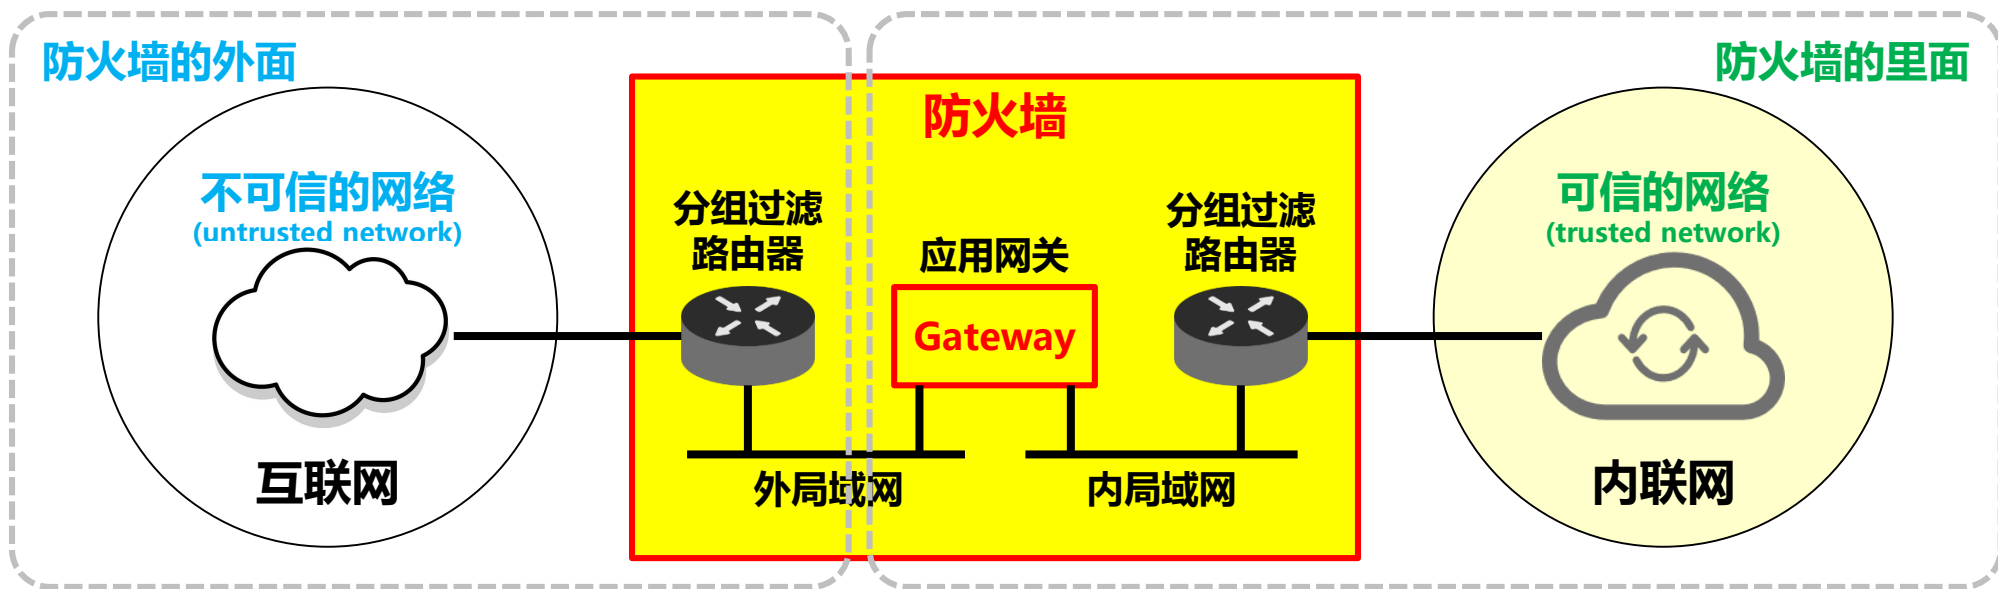 防火墙的外面
防火墙的里面
防火墙
不可信的网络
(untrusted network)
分组过滤
路由器
应用网关
Gateway
分组过滤
路由器
可信的网络
(trusted network)
互联网
外局域网
内局域网
内联网